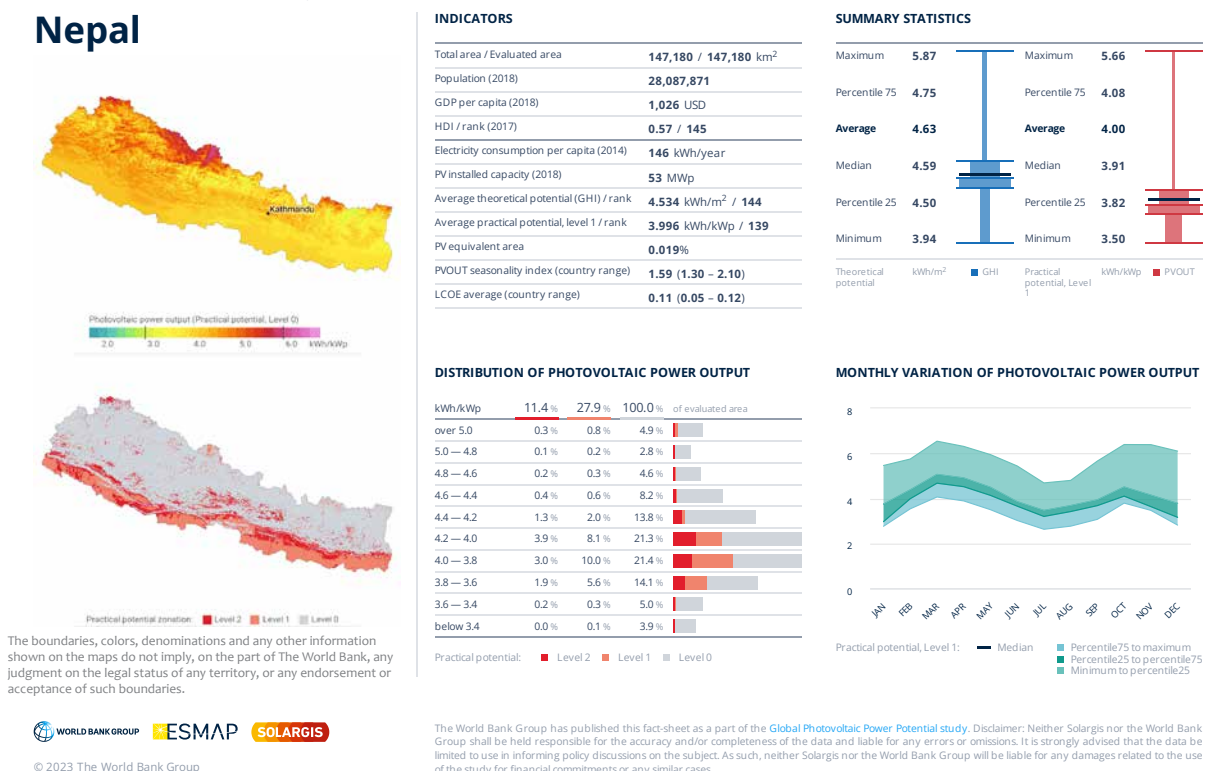 Nepal
Kathmandu
Photovoltaic power output (Practical potential, Level 0)
2.0 3.0 4.0 5.0 6.0 kWh/kWp
Practical potential zonation: Level 2 Level 1 Level 0
The boundaries, colors, denominations and any other information
shown on the maps do not imply, on the part of The World Bank, any
judgment on the legal status of any territory, or any endorsement or
acceptance of such boundaries.
WORLD BANK GROUP
ESMAP
SOLARGIS
© 2023 The World Bank Group
INDICATORS
Total area / Evaluated area 147,180 / 147,180 km²
Population (2018) 28,087,871
GDP per capita (2018) 1,026 USD
HDI / rank (2017) 0.57 / 145
Electricity consumption per capita (2014) 146 kWh/year
PV installed capacity (2018) 53 MWp
Average theoretical potential (GHI) / rank 4.534 kWh/m² / 144
Average practical potential, level 1 / rank 3.996 kWh/kWp / 139
PV equivalent area 0.019%
PVOUT seasonality index (country range) 1.59 (1.30 – 2.10)
LCOE average (country range) 0.11 (0.05 – 0.12)
SUMMARY STATISTICS
Maximum 5.87 Maximum 5.66
Percentile 75 4.75 Percentile 75 4.08
Average 4.63 Average 4.00
Median 4.59 Median 3.91
Percentile 25 4.50 Percentile 25 3.82
Minimum 3.94 Minimum 3.50
Theoretical kWh/m² GHI Practical kWh/kWp PVOUT
potential potential, Level
1
DISTRIBUTION OF PHOTOVOLTAIC POWER OUTPUT
kWh/kWp 11.4 % 27.9 % 100.0 % of evaluated area
over 5.0 0.3 % 0.8 % 4.9 %
5.0 — 4.8 0.1 % 0.2 % 2.8 %
4.8 — 4.6 0.2 % 0.3 % 4.6 %
4.6 — 4.4 0.4 % 0.6 % 8.2 %
4.4 — 4.2 1.3 % 2.0 % 13.8 %
4.2 — 4.0 3.9 % 8.1 % 21.3 %
4.0 — 3.8 3.0 % 10.0 % 21.4 %
3.8 — 3.6 1.9 % 5.6 % 14.1 %
3.6 — 3.4 0.2 % 0.3 % 5.0 %
below 3.4 0.0 % 0.1 % 3.9 %
Practical potential: Level 2 Level 1 Level 0
MONTHLY VARIATION OF PHOTOVOLTAIC POWER OUTPUT
8
6
4
2
0
JAN FEB MAR APR MAY JUN JUL AUG SEP OCT NOV DEC
Practical potential, Level 1: Median Percentile75 to maximum
Percentile25 to percentile75
Minimum to percentile25
The World Bank Group has published this fact-sheet as a part of the Global Photovoltaic Power Potential study. Disclaimer: Neither Solargis nor the World Bank
Group shall be held responsible for the accuracy and/or completeness of the data and liable for any errors or omissions. It is strongly advised that the data be
limited to use in informing policy discussions on the subject. As such, neither Solargis nor the World Bank Group will be liable for any damages related to the use
of the study for financial commitments or any similar cases.